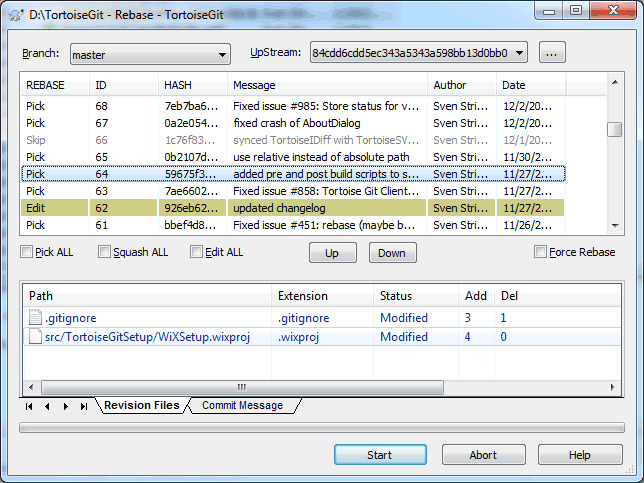 D:\TortoiseGit - Rebase - TortoiseGit
Branch: master UpStream: 84cdd6cdd5ec343a5343a598bb13d0bb0 ...
REBASE ID HASH Message Author Date
Pick 68 7eb7ba6... Fixed issue #985: Store status for v... Sven Stri... 12/2/20...
Pick 67 0a2e054... fixed crash of AboutDialog Sven Stri... 12/2/20...
Skip 66 1c76f83... synced TortoiseIDiff with TortoiseSV... Sven Stri... 12/1/20...
Pick 65 0b2107d... use relative instead of absolute path Sven Stri... 11/30/2...
Pick 64 59675f3... added pre and post build scripts to s... Sven Stri... 11/27/2...
Pick 63 7ae6602... Fixed issue #858: Tortoise Git Client... Sven Stri... 11/27/2...
Edit 62 926eb62... updated changelog Sven Stri... 11/27/2...
Pick 61 bbef4d8... Fixed issue #451: rebase (maybe b... Sven Stri... 11/26/2...
Pick ALL Squash ALL Edit ALL Up Down Force Rebase
Path Extension Status Add Del
.gitignore .gitignore Modified 3 1
src/TortoiseGitSetup/WiXSetup.wixproj .wixproj Modified 4 0
Revision Files Commit Message
Start Abort Help